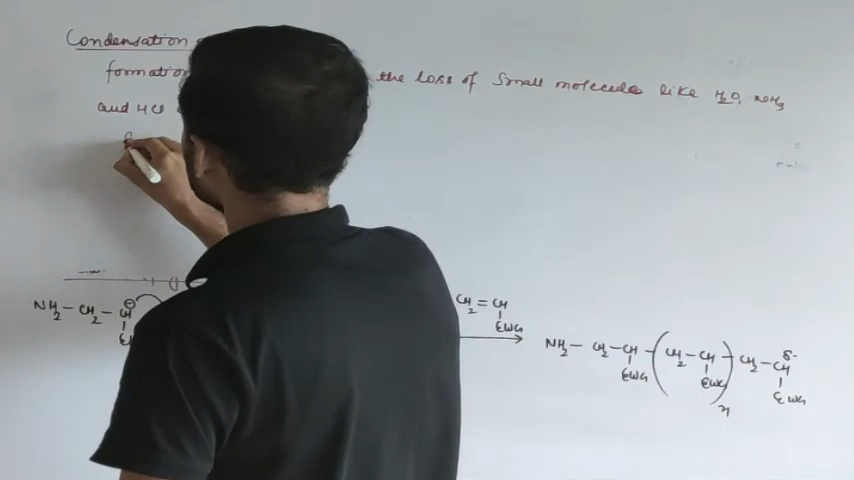 Condensation
formation the loss of Small molecule like H2O, NH3
and HCl
NH2 - CH2 - CH⊖ CH2 = CH
EWG
NH2 - CH2 - CH - ( CH2 - CH )n - CH2 - CH δ-
EWG EWG EWG